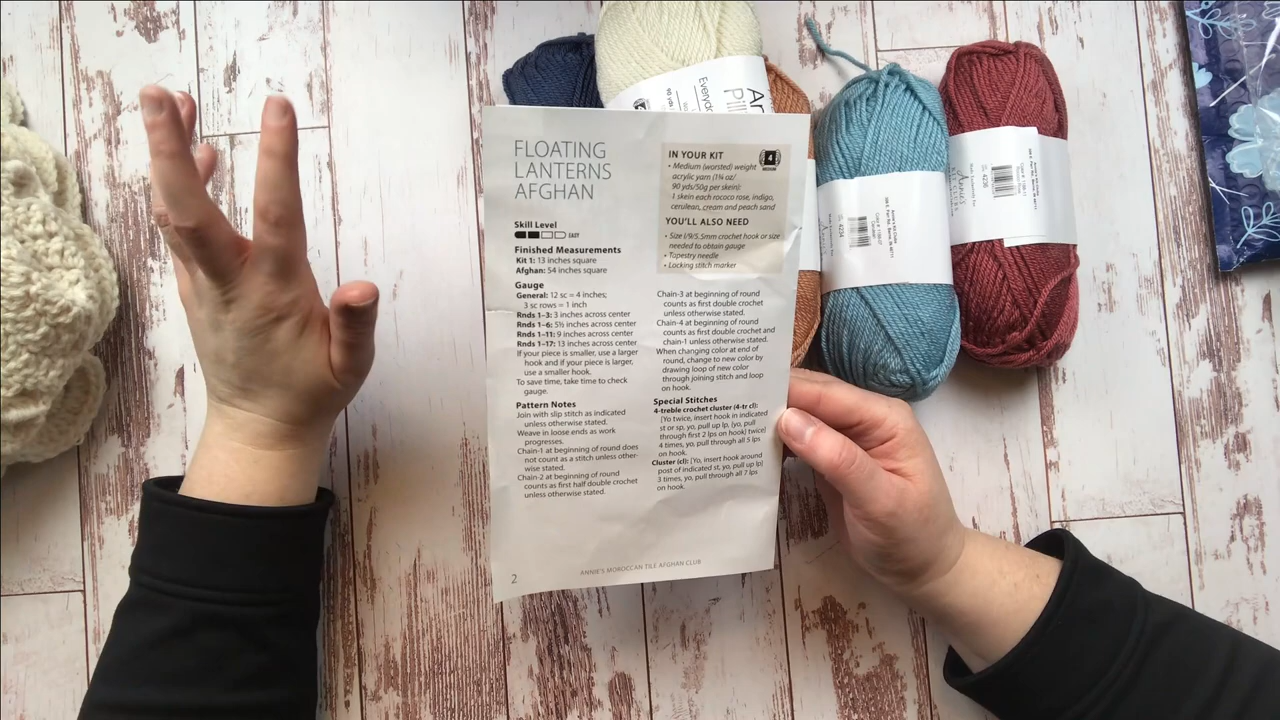 Everyd
An
Pil
FLOATING
LANTERNS
AFGHAN
Skill Level
EASY
Finished Measurements
Kit 1: 13 inches square
Afghan: 54 inches square
Gauge
General: 12 sc = 4 inches;
3 sc rows = 1 inch
Rnds 1–3: 3 inches across center
Rnds 1–6: 5½ inches across center
Rnds 1–11: 9 inches across center
Rnds 1–17: 13 inches across center
If your piece is smaller, use a larger
hook and if your piece is larger,
use a smaller hook.
To save time, take time to check
gauge.
Pattern Notes
Join with slip stitch as indicated
unless otherwise stated.
Weave in loose ends as work
progresses.
Chain-1 at beginning of round does
not count as a stitch unless other-
wise stated.
Chain-2 at beginning of round
counts as first half double crochet
unless otherwise stated.
IN YOUR KIT
• Medium (worsted) weight
acrylic yarn (1¾ oz/
90 yds/50g per skein):
1 skein each rococo rose, indigo,
cerulean, cream and peach sand
4
MEDIUM
YOU'LL ALSO NEED
• Size I/9/5.5mm crochet hook or size
needed to obtain gauge
• Tapestry needle
• Locking stitch marker
Chain-3 at beginning of round
counts as first double crochet
unless otherwise stated.
Chain-4 at beginning of round
counts as first double crochet and
chain-1 unless otherwise stated.
When changing color at end of
round, change to new color by
drawing loop of new color
through joining stitch and loop
on hook.
Special Stitches
4-treble crochet cluster (4-tr cl):
[Yo twice, insert hook in indicated
st or sp, yo, pull up lp, (yo, pull
through first 2 lps on hook) twice]
4 times, yo, pull through all 5 lps
on hook.
Cluster (cl): [Yo, insert hook around
post of indicated st, yo, pull up lp]
3 times, yo, pull through all 7 lps
on hook.
2
ANNIE'S MOROCCAN TILE AFGHAN CLUB